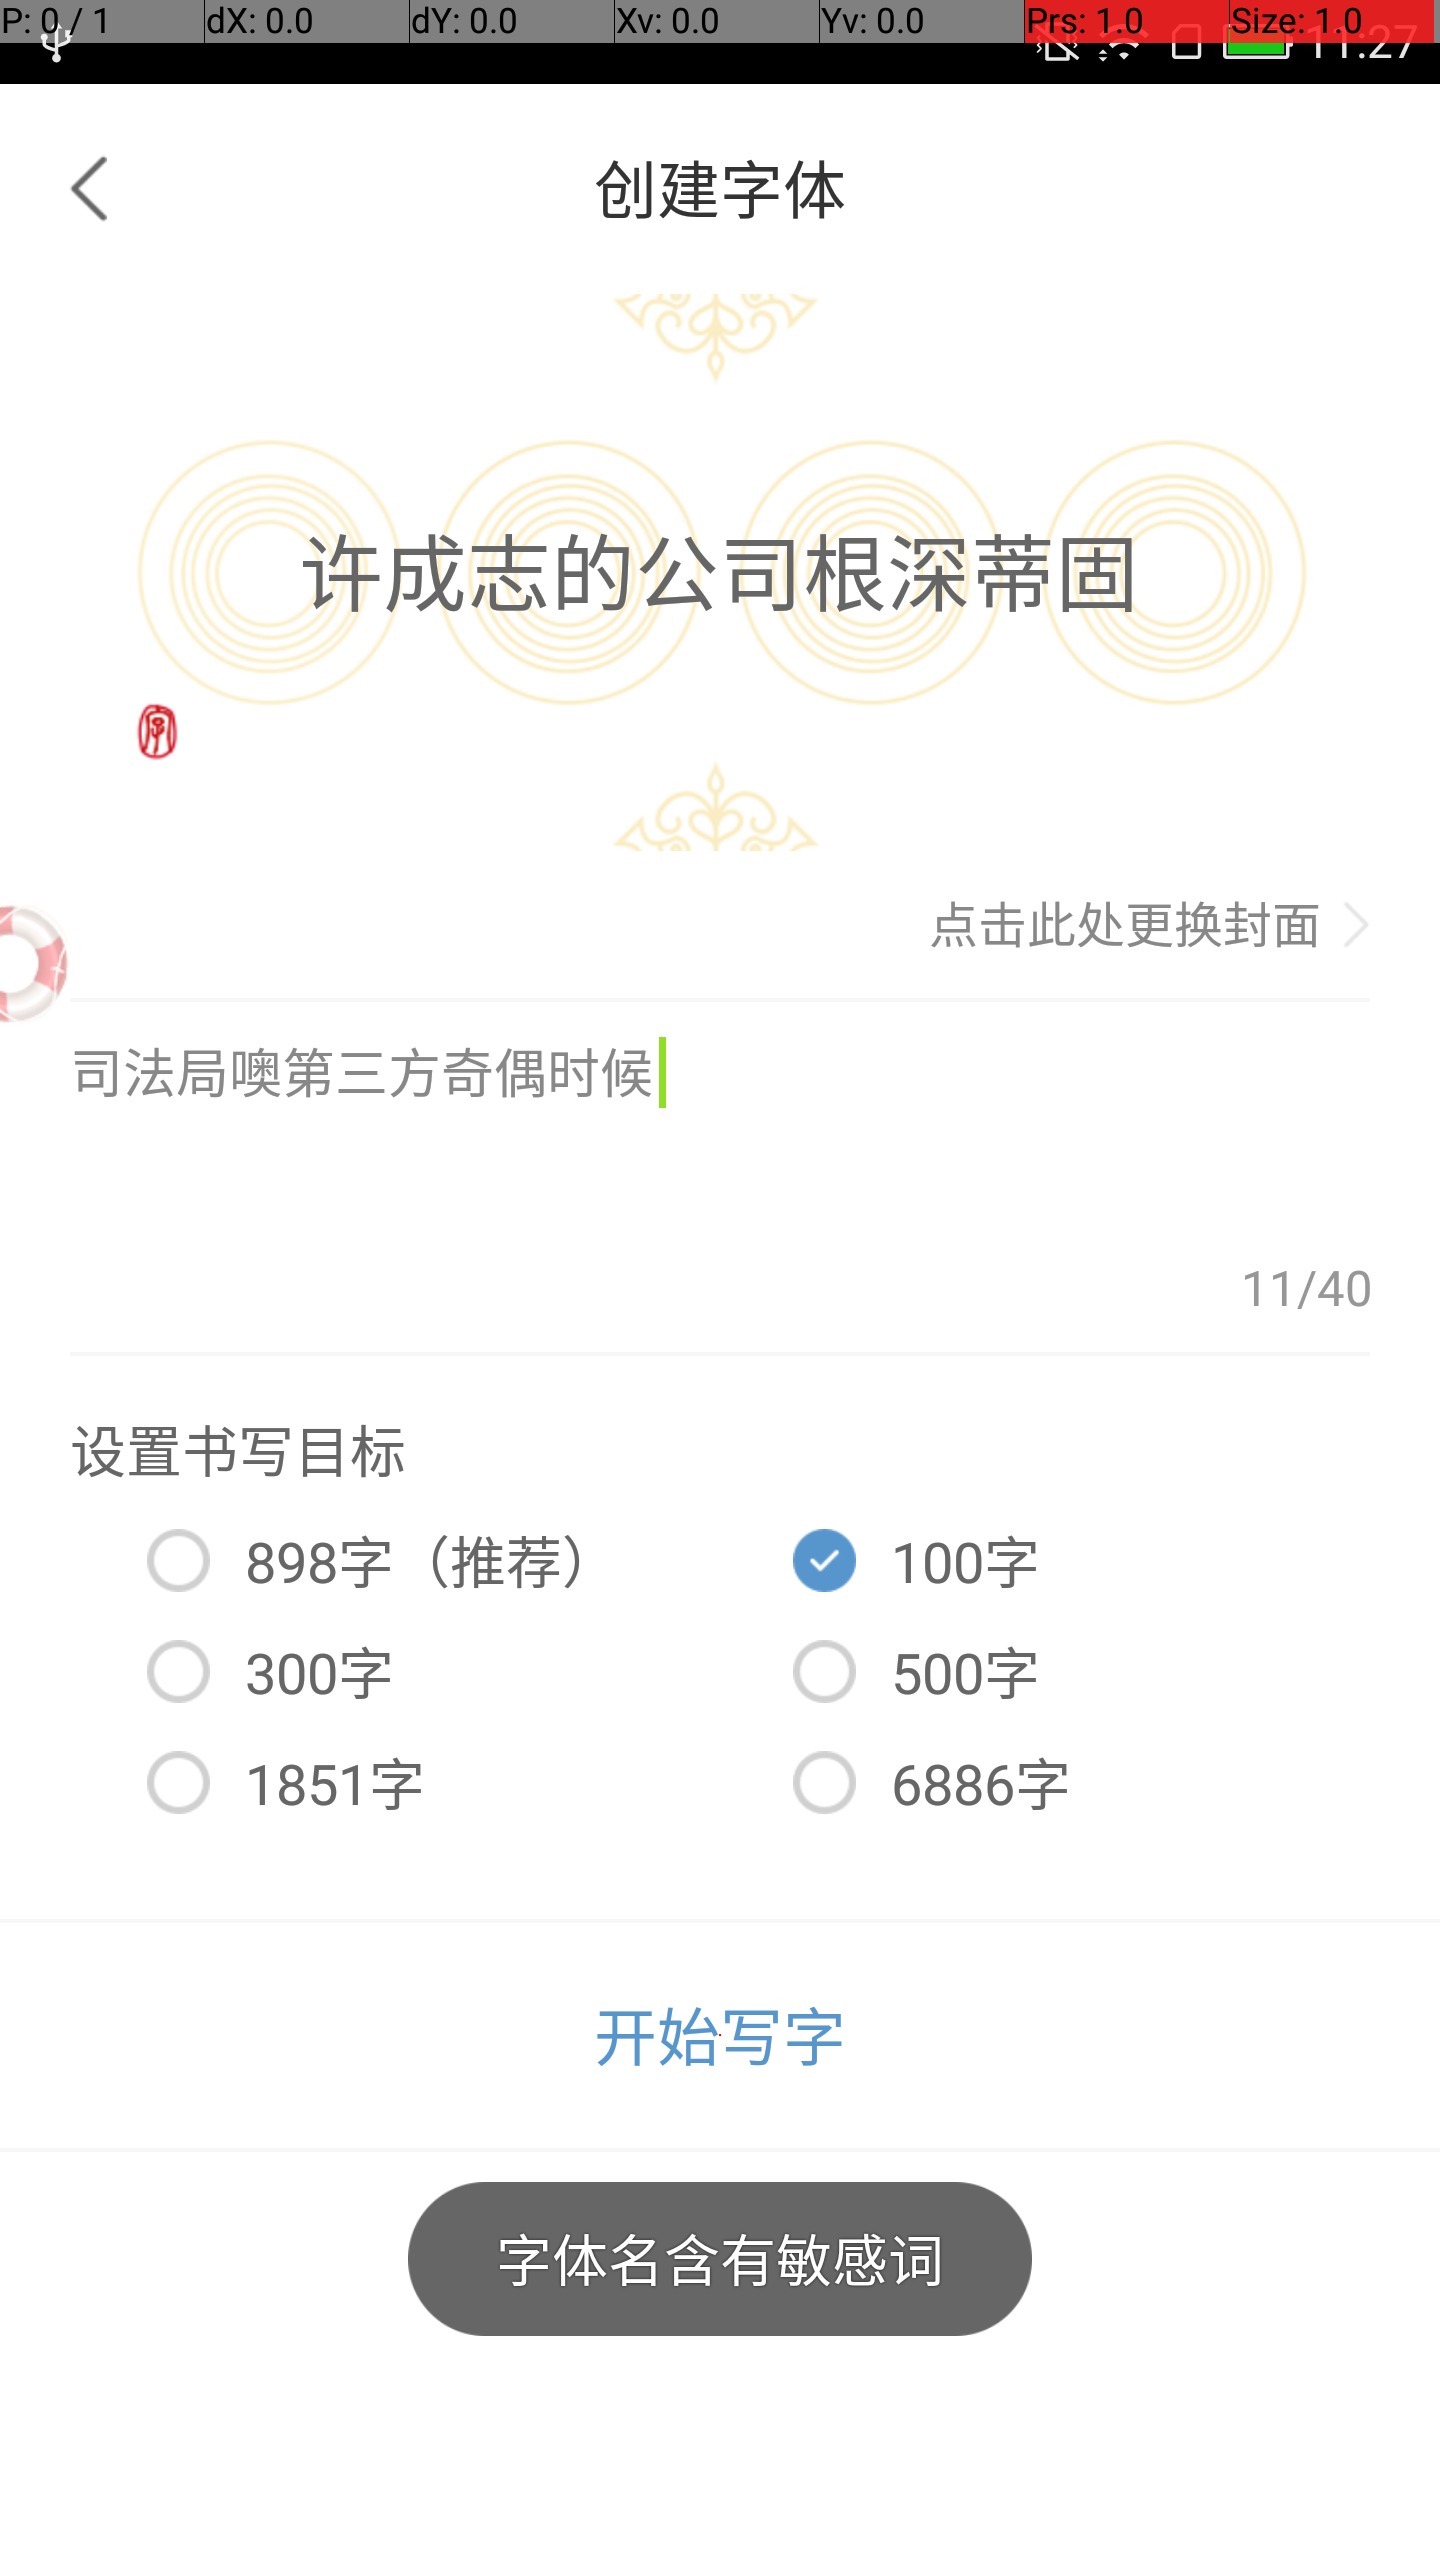 P: 0 / 1 dX: 0.0 dY: 0.0 Xv: 0.0 Yv: 0.0 Prs: 1.0 Size: 1.0
11:27
创建字体
许成志的公司根深蒂固
字
点击此处更换封面
司法局噢第三方奇偶时候
11/40
设置书写目标
898字（推荐） 100字
300字 500字
1851字 6886字
开始写字
字体名含有敏感词